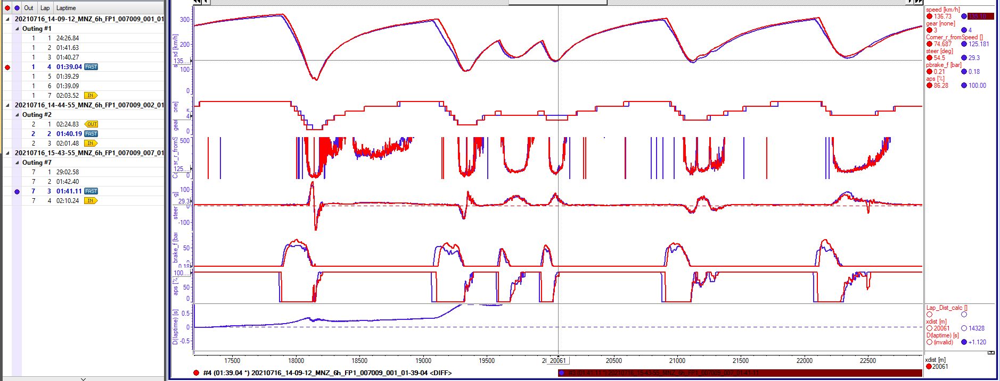 Out Lap Laptime
20210716_14-09-12_MNZ_6h_FP1_007009_001_01
Outing #1
1 1 24:26.84
1 2 01:41.63
1 3 01:40.27
1 4 01:39.04 FAST
1 5 01:39.29
1 6 01:39.09
1 7 02:03.52 IN
20210716_14-44-55_MNZ_6h_FP1_007009_002_01
Outing #2
2 1 02:24.83 OUT
2 2 01:40.19 FAST
2 3 02:01.48 IN
20210716_15-43-55_MNZ_6h_FP1_007009_007_01
Outing #7
7 1 29:02.58
7 2 01:42.40
7 3 01:41.11 FAST
7 4 02:10.24 IN
300
200
135....
100
0
5
4
0
gear
500
125....
0
100
29.3
0
-100
steer
50
0.18
brake_f [bar
100....
50
0
aps [%]
0.5
0
-0.5
D(laptime) [s]
17500 18000 18500 19000 19500 20061 20500 21000 21500 22000 22500
#4 (01:39.04 *) 20210716_14-09-12_MNZ_6h_FP1_007009_001_01-39-04 <DIFF>
#3 (01:41.11 *) 20210716_15-43-55_MNZ_6h_FP1_007009_007_01-41-11
speed [km/h]
136.73 135.10
gear [none]
3 4
Corner_r_fromSpeed []
74.687 125.181
steer [deg]
54.5 29.3
pbrake_f [bar]
0.21 0.18
aps [%]
86.28 100.00
Lap_Dist_calc []
xdist [m]
20061 14328
D(laptime) [s]
(invalid) +1.120
xdist [m]
20061